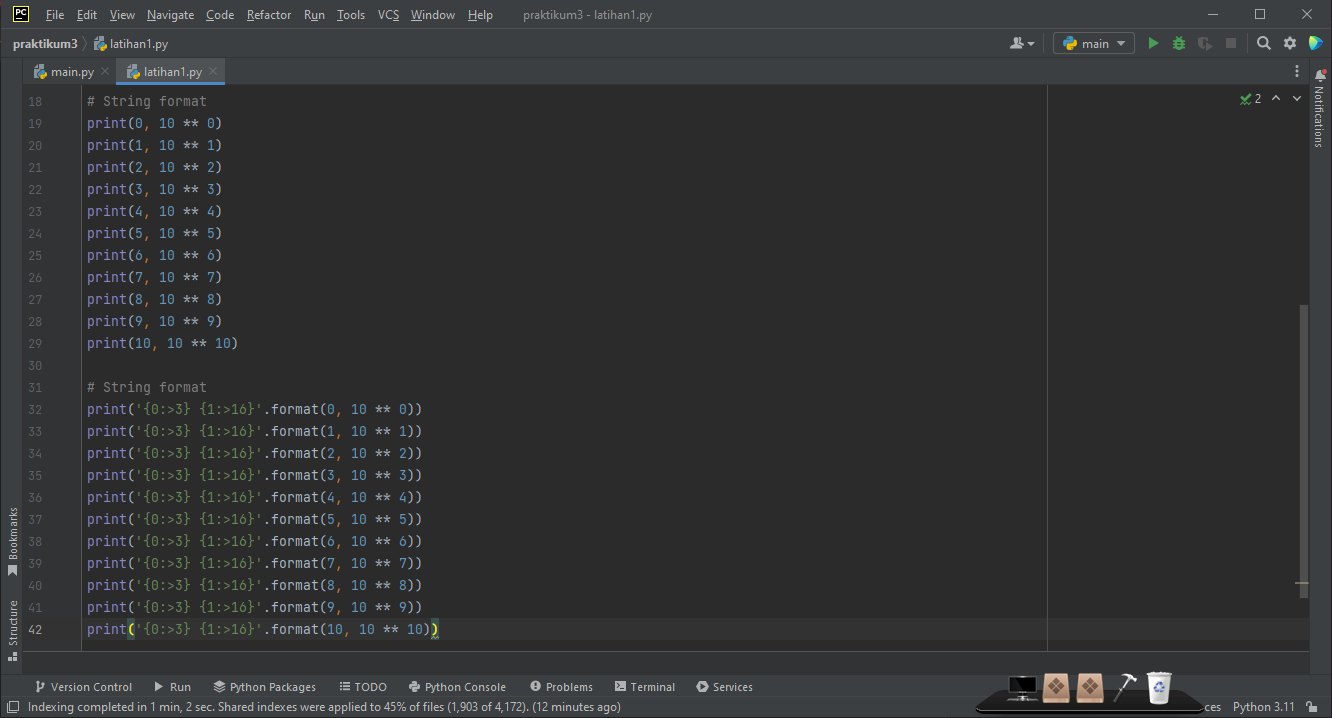 PC File Edit View Navigate Code Refactor Run Tools VCS Window Help praktikum3 - latihan1.py
praktikum3 latihan1.py main
main.py latihan1.py
18 # String format 2
19 print(0, 10 ** 0)
20 print(1, 10 ** 1)
21 print(2, 10 ** 2)
22 print(3, 10 ** 3)
23 print(4, 10 ** 4)
24 print(5, 10 ** 5)
25 print(6, 10 ** 6)
26 print(7, 10 ** 7)
27 print(8, 10 ** 8)
28 print(9, 10 ** 9)
29 print(10, 10 ** 10)
30
31 # String format
32 print('{0:>3} {1:>16}'.format(0, 10 ** 0))
33 print('{0:>3} {1:>16}'.format(1, 10 ** 1))
34 print('{0:>3} {1:>16}'.format(2, 10 ** 2))
35 print('{0:>3} {1:>16}'.format(3, 10 ** 3))
36 print('{0:>3} {1:>16}'.format(4, 10 ** 4))
37 print('{0:>3} {1:>16}'.format(5, 10 ** 5))
38 print('{0:>3} {1:>16}'.format(6, 10 ** 6))
39 print('{0:>3} {1:>16}'.format(7, 10 ** 7))
40 print('{0:>3} {1:>16}'.format(8, 10 ** 8))
41 print('{0:>3} {1:>16}'.format(9, 10 ** 9))
42 print('{0:>3} {1:>16}'.format(10, 10 ** 10))
Notifications
Bookmarks
Structure
Version Control Run Python Packages TODO Python Console Problems Terminal Services
Indexing completed in 1 min, 2 sec. Shared indexes were applied to 45% of files (1,903 of 4,172). (12 minutes ago) ces Python 3.11